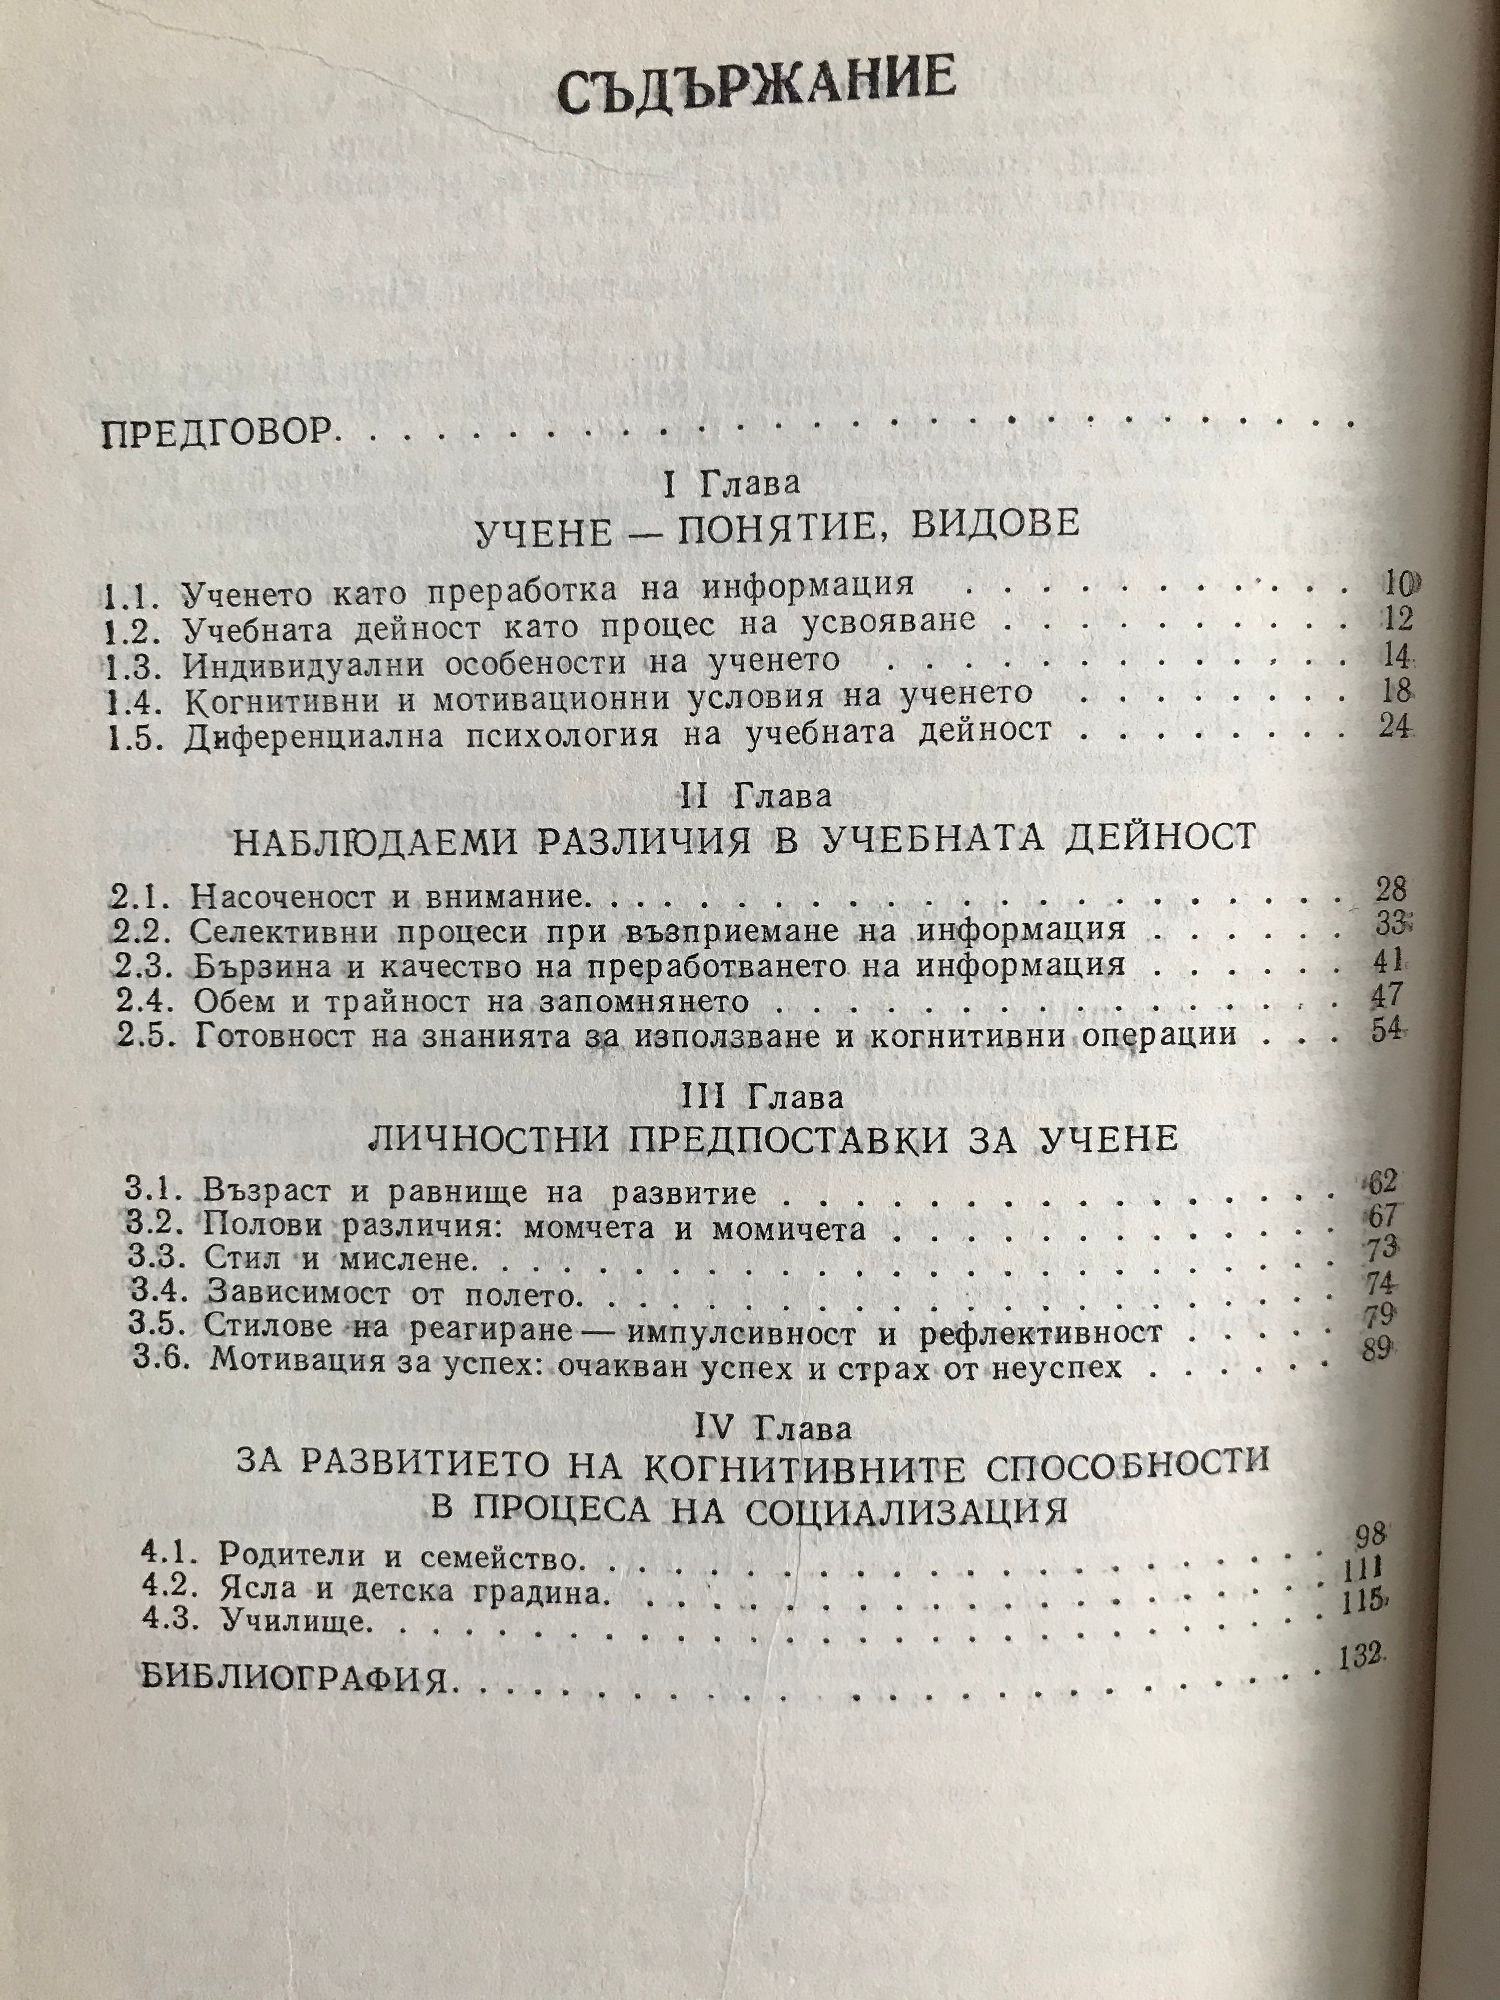 СЪДЪРЖАНИЕ
ПРЕДГОВОР. . . . . . . . . . . . . . . . . . . . . . . . . .
I Глава
УЧЕНЕ — ПОНЯТИЕ, ВИДОВЕ
1.1. Ученето като преработка на информация . . . . . . . . . . . 10
1.2. Учебната дейност като процес на усвояване . . . . . . . . . . 12
1.3. Индивидуални особености на ученето . . . . . . . . . . . . . 14
1.4. Когнитивни и мотивационни условия на ученето . . . . . . . . 18
1.5. Диференциална психология на учебната дейност . . . . . . . . 24
II Глава
НАБЛЮДАЕМИ РАЗЛИЧИЯ В УЧЕБНАТА ДЕЙНОСТ
2.1. Насоченост и внимание. . . . . . . . . . . . . . . . . . . . . 28
2.2. Селективни процеси при възприемане на информация . . . . . . 33
2.3. Бързина и качество на преработването на информация . . . . . . 41
2.4. Обем и трайност на запомнянето . . . . . . . . . . . . . . . . 47
2.5. Готовност на знанията за използване и когнитивни операции . . . 54
III Глава
ЛИЧНОСТНИ ПРЕДПОСТАВКИ ЗА УЧЕНЕ
3.1. Възраст и равнище на развитие . . . . . . . . . . . . . . . 62
3.2. Полови различия: момчета и момичета . . . . . . . . . . . . 67
3.3. Стил и мислене. . . . . . . . . . . . . . . . . . . . . . . 73
3.4. Зависимост от полето. . . . . . . . . . . . . . . . . . . . 74
3.5. Стилове на реагиране — импулсивност и рефлективност . . . . . 79
3.6. Мотивация за успех: очакван успех и страх от неуспех . . . . . . 89
IV Глава
ЗА РАЗВИТИЕТО НА КОГНИТИВНИТЕ СПОСОБНОСТИ
В ПРОЦЕСА НА СОЦИАЛИЗАЦИЯ
4.1. Родители и семейство. . . . . . . . . . . . . . . . . . . . . 98
4.2. Ясла и детска градина. . . . . . . . . . . . . . . . . . . . 111
4.3. Училище. . . . . . . . . . . . . . . . . . . . . . . . . . . 115
БИБЛИОГРАФИЯ. . . . . . . . . . . . . . . . . . . . . . . . 132